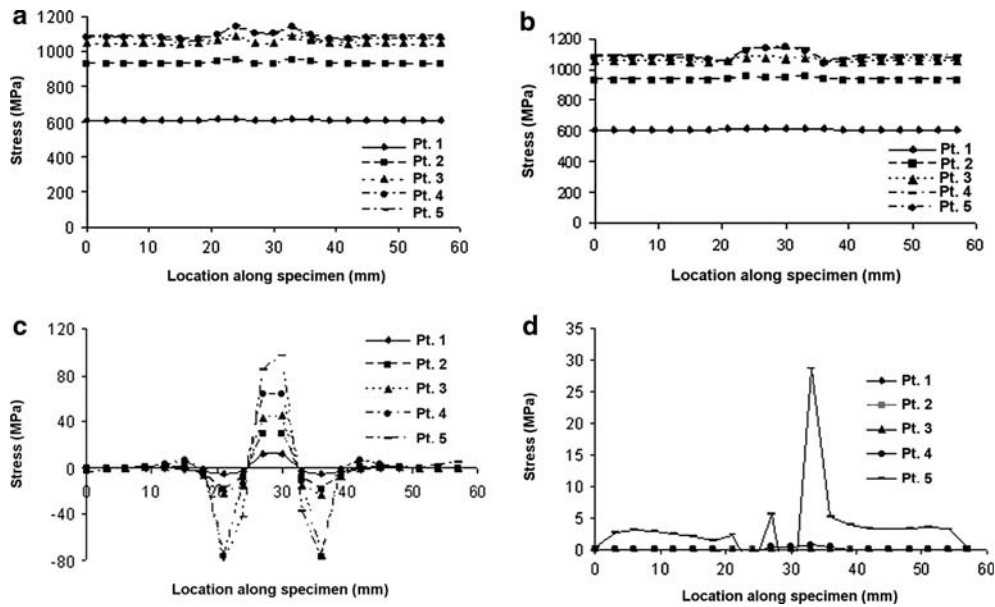 a
1200
1000
800
600
400
200
0
Stress (MPa)
0 10 20 30 40 50 60
Location along specimen (mm)
Pt. 1
Pt. 2
Pt. 3
Pt. 4
Pt. 5
b
1200
1000
800
600
400
200
0
Stress (MPa)
0 10 20 30 40 50 60
Location along specimen (mm)
Pt. 1
Pt. 2
Pt. 3
Pt. 4
Pt. 5
c
120
80
40
0
-40
-80
Stress (MPa)
0 10 20 30 40 50 60
Location along specimen (mm)
Pt. 1
Pt. 2
Pt. 3
Pt. 4
Pt. 5
d
35
30
25
20
15
10
5
0
Stress (MPa)
0 10 20 30 40 50 60
Location along specimen (mm)
Pt. 1
Pt. 2
Pt. 3
Pt. 4
Pt. 5